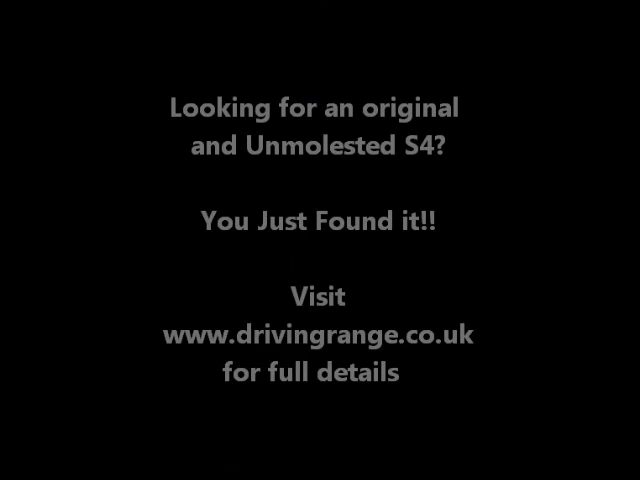 Looking for an original
and Unmolested S4?
You Just Found it!!
Visit
www.drivingrange.co.uk
for full details